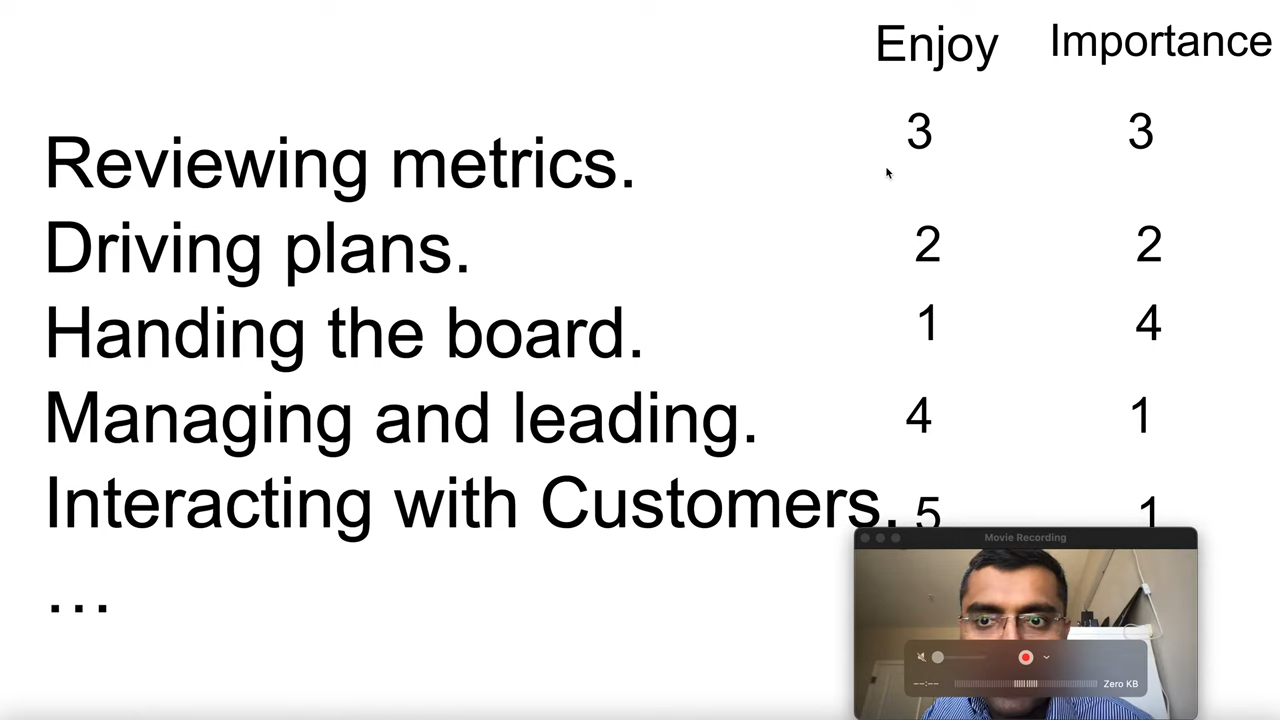 Enjoy Importance
Reviewing metrics. 3 3
Driving plans. 2 2
Handing the board. 1 4
Managing and leading. 4 1
Interacting with Customers. 5 1
...
Movie Recording
--:-- Zero KB